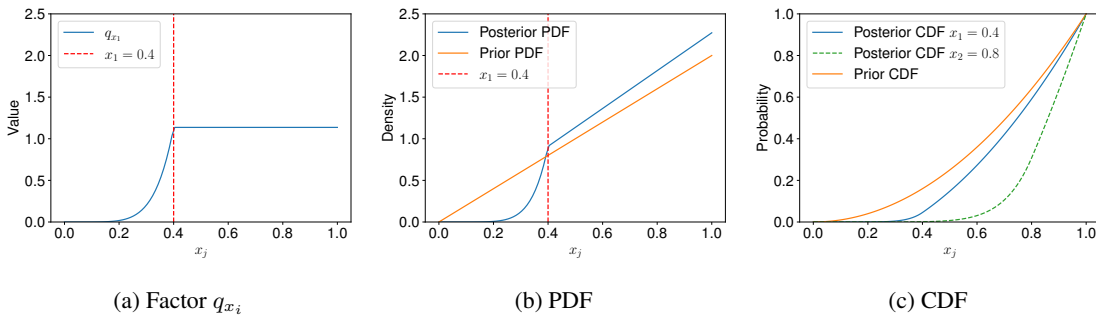 2.5
2.0
1.5
1.0
0.5
0.0
Value
q_{x_1}
x_1 = 0.4
0.0 0.2 0.4 0.6 0.8 1.0
x_j
(a) Factor q_{x_i}
2.5
2.0
1.5
1.0
0.5
0.0
Density
Posterior PDF
Prior PDF
x_1 = 0.4
0.0 0.2 0.4 0.6 0.8 1.0
x_j
(b) PDF
1.0
0.8
0.6
0.4
0.2
0.0
Probability
Posterior CDF x_1 = 0.4
Posterior CDF x_2 = 0.8
Prior CDF
0.0 0.2 0.4 0.6 0.8 1.0
x_j
(c) CDF